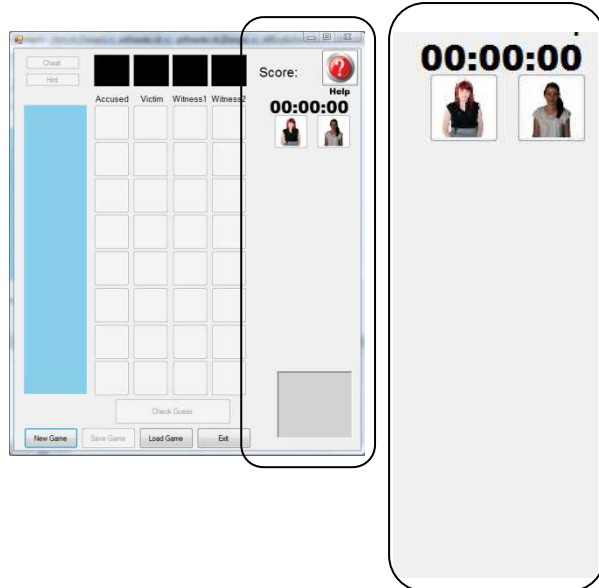 Cheat
Hint
Score:
Help
Accused Victim Witness1 Witness2
00:00:00
Check Guess
New Game Save Game Load Game Exit
00:00:00